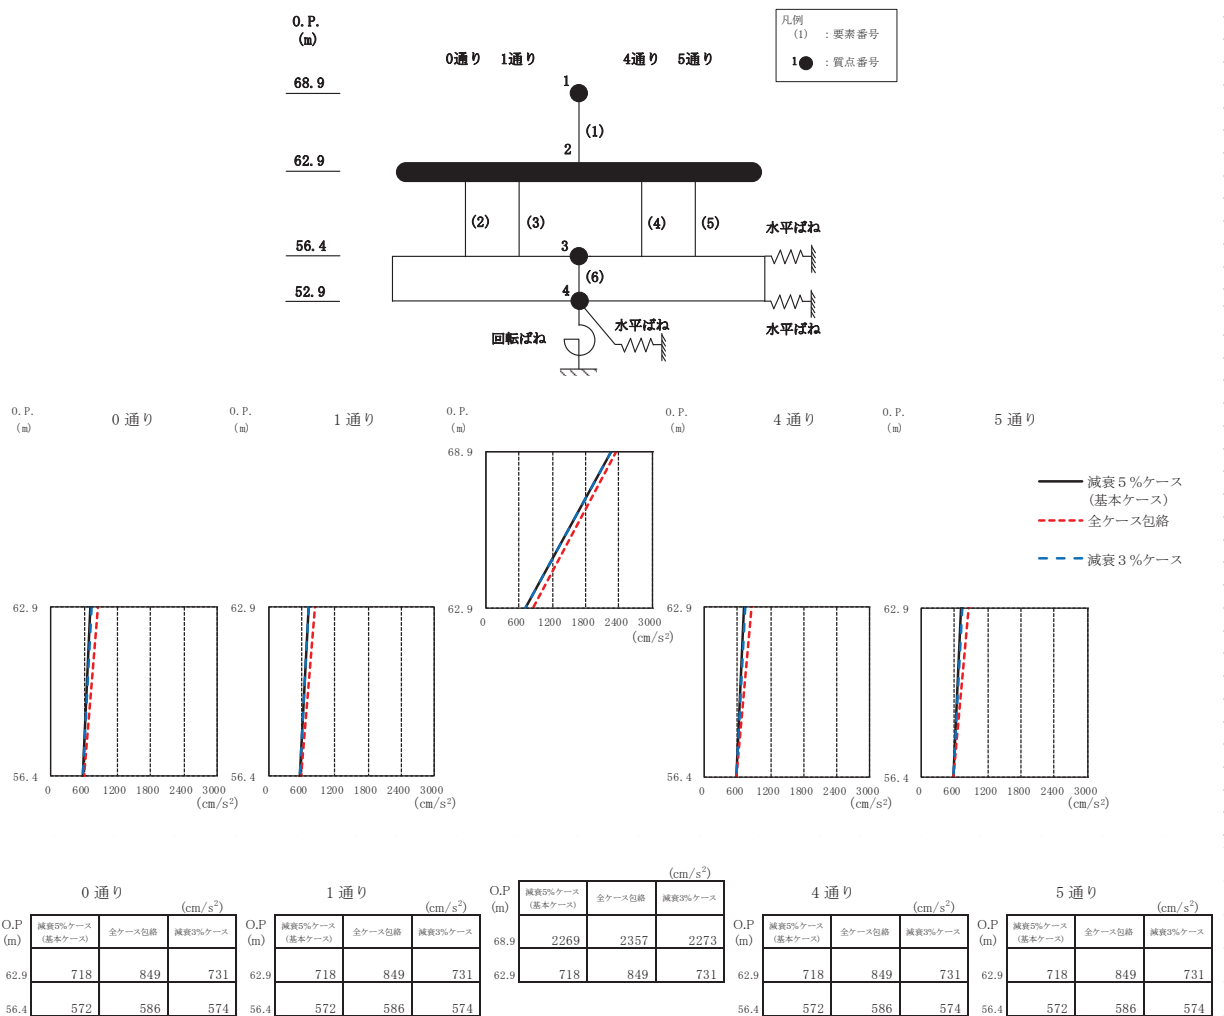 O.P.
(m)
凡例
(1) ：要素番号
1 ：質点番号
0通り 1通り 4通り 5通り
68.9
1
(1)
2
62.9
(2) (3) (4) (5)
水平ばね
56.4
3
(6)
52.9
4
水平ばね
水平ばね
回転ばね
O.P.
(m)
0 通り
O.P.
(m)
1 通り
O.P.
(m)
O.P.
(m)
4 通り
O.P.
(m)
5 通り
68.9
62.9
0 600 1200 1800 2400 3000
(cm/s²)
減衰５%ケース
(基本ケース)
全ケース包絡
減衰３%ケース
62.9
56.4
0 600 1200 1800 2400 3000
(cm/s²)
62.9
56.4
0 600 1200 1800 2400 3000
(cm/s²)
62.9
56.4
0 600 1200 1800 2400 3000
(cm/s²)
62.9
56.4
0 600 1200 1800 2400 3000
(cm/s²)
0 通り
(cm/s²)
O.P
(m)
減衰5%ケース
(基本ケース)
全ケース包絡
減衰3%ケース
62.9 718 849 731
56.4 572 586 574
1 通り
(cm/s²)
O.P
(m)
減衰5%ケース
(基本ケース)
全ケース包絡
減衰3%ケース
62.9 718 849 731
56.4 572 586 574
(cm/s²)
O.P
(m)
減衰5%ケース
(基本ケース)
全ケース包絡
減衰3%ケース
68.9 2269 2357 2273
62.9 718 849 731
4 通り
(cm/s²)
O.P
(m)
減衰5%ケース
(基本ケース)
全ケース包絡
減衰3%ケース
62.9 718 849 731
56.4 572 586 574
5 通り
(cm/s²)
O.P
(m)
減衰5%ケース
(基本ケース)
全ケース包絡
減衰3%ケース
62.9 718 849 731
56.4 572 586 574